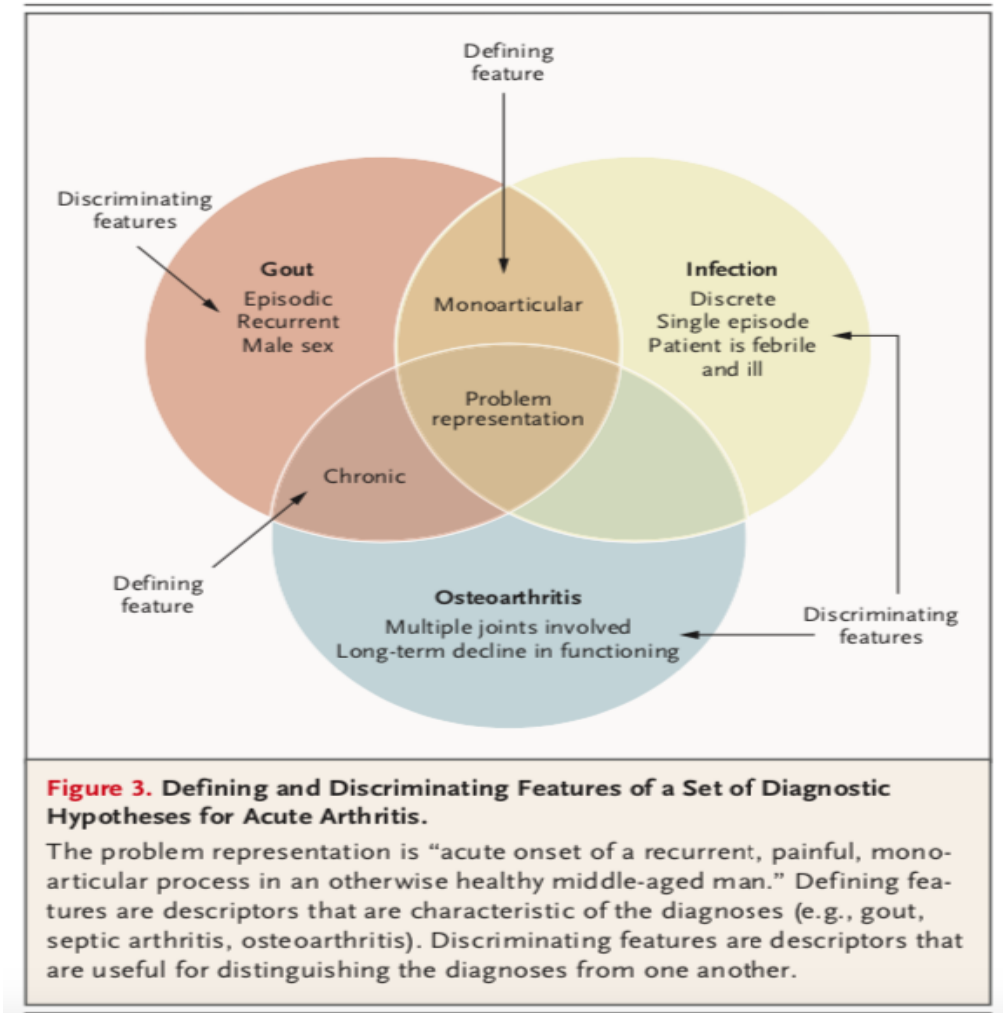 Defining
feature
Discriminating
features
Gout
Episodic
Recurrent
Male sex
Monoarticular
Infection
Discrete
Single episode
Patient is febrile
and ill
Problem
representation
Chronic
Defining
feature
Osteoarthritis
Multiple joints involved
Long-term decline in functioning
Discriminating
features
Figure 3. Defining and Discriminating Features of a Set of Diagnostic
Hypotheses for Acute Arthritis.
The problem representation is “acute onset of a recurrent, painful, mono-
articular process in an otherwise healthy middle-aged man.” Defining fea-
tures are descriptors that are characteristic of the diagnoses (e.g., gout,
septic arthritis, osteoarthritis). Discriminating features are descriptors that
are useful for distinguishing the diagnoses from one another.